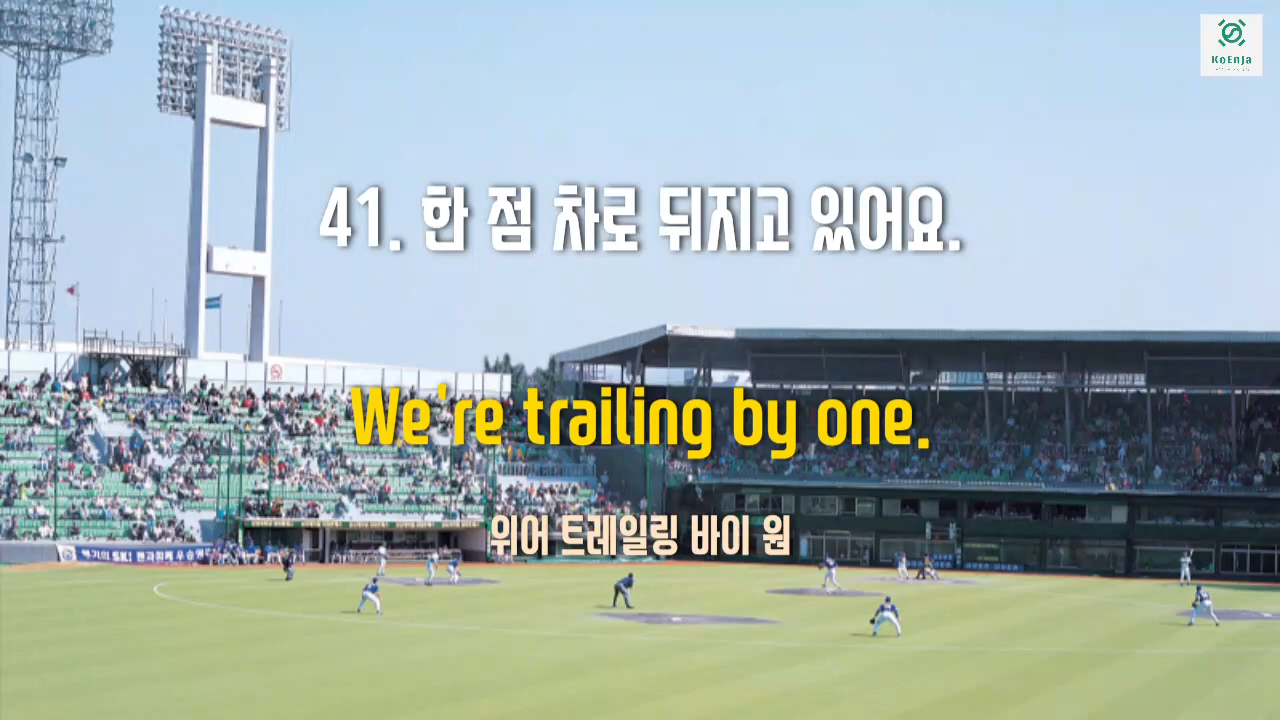 KoEnJa
41. 한 점 차로 뒤지고 있어요.
We're trailing by one.
위어 트레일링 바이 원